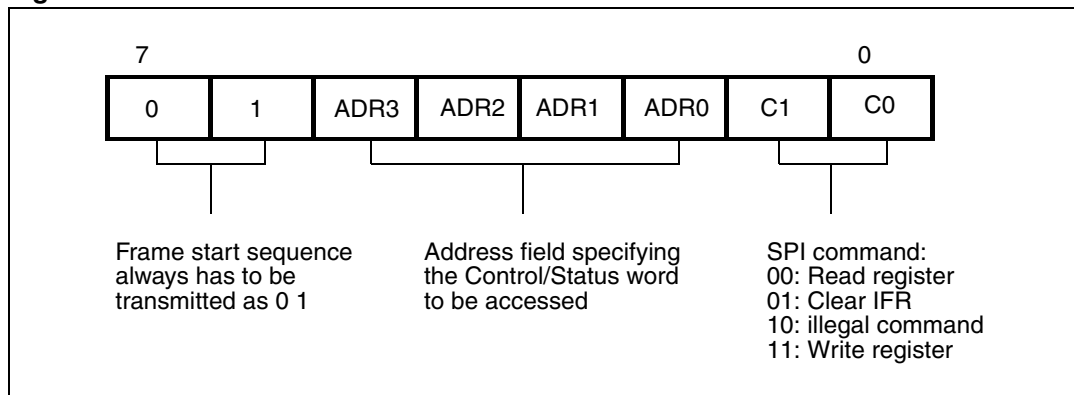 7 0
0 1 ADR3 ADR2 ADR1 ADR0 C1 C0
Frame start sequence
always has to be
transmitted as 0 1
Address field specifying
the Control/Status word
to be accessed
SPI command:
00: Read register
01: Clear IFR
10: illegal command
11: Write register